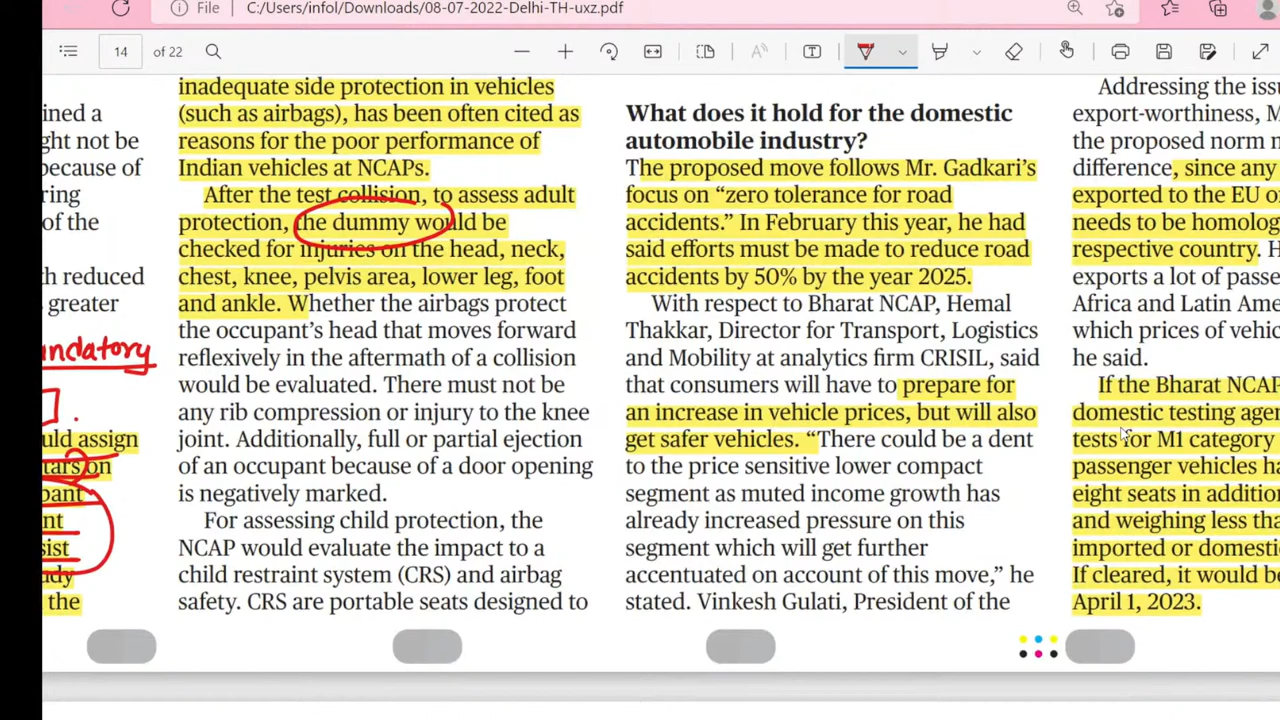 File C:/Users/infol/Downloads/08-07-2022-Delhi-TH-uxz.pdf
14 of 22
ined a
ght not be
because of
ring
of the
h reduced
greater
andatory
uld assign
tars on
pant
nt
sist
ady
the
inadequate side protection in vehicles
(such as airbags), has been often cited as
reasons for the poor performance of
Indian vehicles at NCAPs.
After the test collision, to assess adult
protection, the dummy would be
checked for injuries on the head, neck,
chest, knee, pelvis area, lower leg, foot
and ankle. Whether the airbags protect
the occupant’s head that moves forward
reflexively in the aftermath of a collision
would be evaluated. There must not be
any rib compression or injury to the knee
joint. Additionally, full or partial ejection
of an occupant because of a door opening
is negatively marked.
For assessing child protection, the
NCAP would evaluate the impact to a
child restraint system (CRS) and airbag
safety. CRS are portable seats designed to
What does it hold for the domestic
automobile industry?
The proposed move follows Mr. Gadkari’s
focus on “zero tolerance for road
accidents.” In February this year, he had
said efforts must be made to reduce road
accidents by 50% by the year 2025.
With respect to Bharat NCAP, Hemal
Thakkar, Director for Transport, Logistics
and Mobility at analytics firm CRISIL, said
that consumers will have to prepare for
an increase in vehicle prices, but will also
get safer vehicles. “There could be a dent
to the price sensitive lower compact
segment as muted income growth has
already increased pressure on this
segment which will get further
accentuated on account of this move,” he
stated. Vinkesh Gulati, President of the
Addressing the issu
export-worthiness, M
the proposed norm m
difference, since any
exported to the EU o
needs to be homolog
respective country. H
exports a lot of passe
Africa and Latin Ame
which prices of vehic
he said.
If the Bharat NCAP
domestic testing agen
tests for M1 category
passenger vehicles ha
eight seats in addition
and weighing less tha
imported or domestic
If cleared, it would be
April 1, 2023.